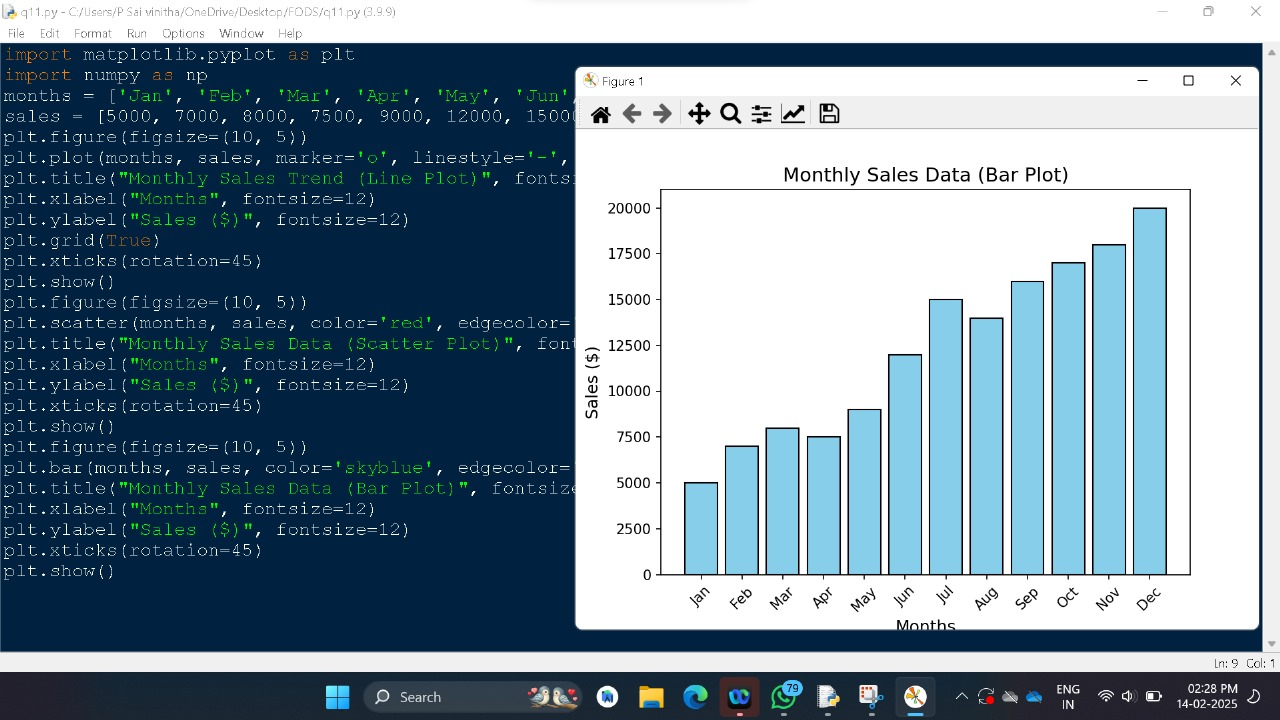 q11.py - C:/Users/P Sai vinitha/OneDrive/Desktop/FODS/q11.py (3.9.9)
File Edit Format Run Options Window Help
import matplotlib.pyplot as plt
import numpy as np
months = ['Jan', 'Feb', 'Mar', 'Apr', 'May', 'Jun'
sales = [5000, 7000, 8000, 7500, 9000, 12000, 15000
plt.figure(figsize=(10, 5))
plt.plot(months, sales, marker='o', linestyle='-',
plt.title("Monthly Sales Trend (Line Plot)", fonts
plt.xlabel("Months", fontsize=12)
plt.ylabel("Sales ($)", fontsize=12)
plt.grid(True)
plt.xticks(rotation=45)
plt.show()
plt.figure(figsize=(10, 5))
plt.scatter(months, sales, color='red', edgecolor='
plt.title("Monthly Sales Data (Scatter Plot)", font
plt.xlabel("Months", fontsize=12)
plt.ylabel("Sales ($)", fontsize=12)
plt.xticks(rotation=45)
plt.show()
plt.figure(figsize=(10, 5))
plt.bar(months, sales, color='skyblue', edgecolor='
plt.title("Monthly Sales Data (Bar Plot)", fontsize
plt.xlabel("Months", fontsize=12)
plt.ylabel("Sales ($)", fontsize=12)
plt.xticks(rotation=45)
plt.show()
Figure 1
Monthly Sales Data (Bar Plot)
20000
17500
15000
12500
10000
7500
5000
2500
0
Sales ($)
Jan Feb Mar Apr May Jun Jul Aug Sep Oct Nov Dec
Months
Ln: 9 Col: 1
Search
79
ENG
IN
02:28 PM
14-02-2025